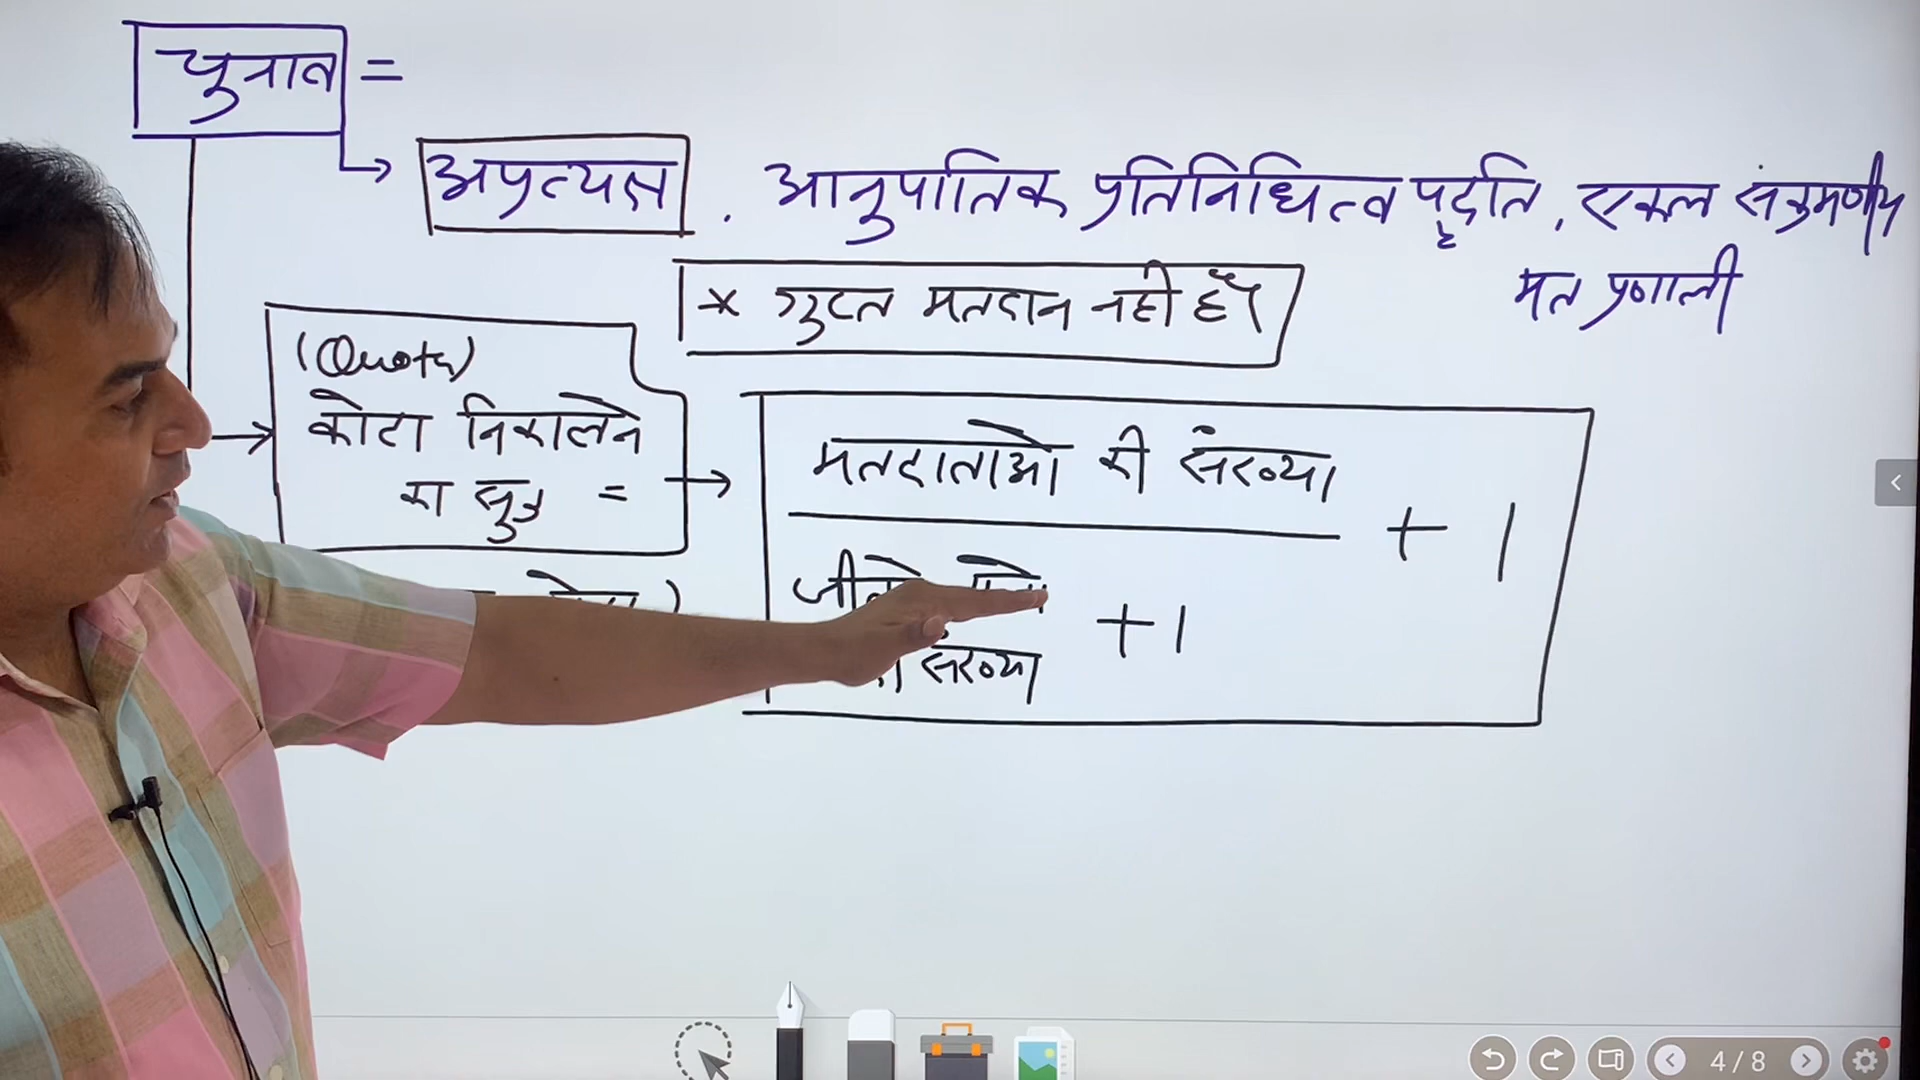 चुनाव =
अप्रत्यक्ष . आनुपातिक प्रतिनिधित्व पद्दति, एकल संक्रमणीय
मत प्रणाली
* गुप्त मतदान नही है।
(Quota)
कोटा निकालने
का सुत्र =
मतदाताओ की संख्या
+ 1
+1
संख्या
4/8